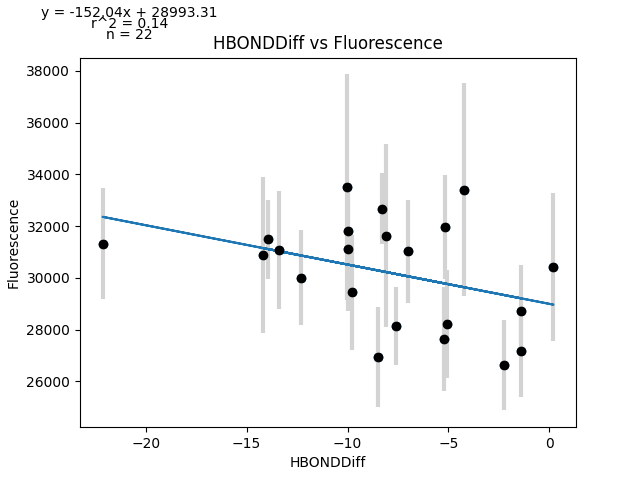 y = -152.04x + 28993.31
r^2 = 0.14
n = 22
HBONDDiff vs Fluorescence
38000
36000
34000
32000
30000
28000
26000
Fluorescence
−20 −15 −10 −5 0
HBONDDiff